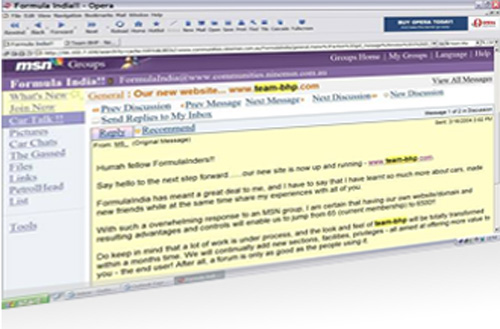 Formula India!! - Opera
File Edit View Navigation Bookmarks Mail Window Help
BUY OPERA TODAY!
msn Groups
Groups Home | My Groups | Language | Help
Formula India!!
FormulaIndia@www.communities.ninemsn.com.au
What's New
General : Our new website... www.team-bhp.com
View All Messages
Join Now
Prev Discussion Prev Message Next Message Next Discussion New Discussion
Car Talk !!
Send Replies to My Inbox
Message 1 of 2 in Discussion
Pictures
Reply Recommend
Car Chats
From: (Original Message)
Sent:
The Gassed
Files
Hurrah fellow FormulaInders!!
Links
Say hello to the next step forward......our new site is now up and running - www.team-bhp.com
PetrolHead
List
FormulaIndia has meant a great deal to me, and I have to say that I have learnt so much more about cars, made
new friends while at the same time share my experiences with all of you.
Tools
With such a overwhelming response to an MSN group, I am certain that having our own website/domain and
resulting advantages and controls will enable us to jump from 65 (current membership) to 6500!!
Do keep in mind that a lot of work is under process, and the look and feel of team-bhp will be totally transformed
within a months time. We will continually add new sections, facilities, privileges - all aimed at offering more value to
you - the end user! After all, a forum is only as good as the people using it.